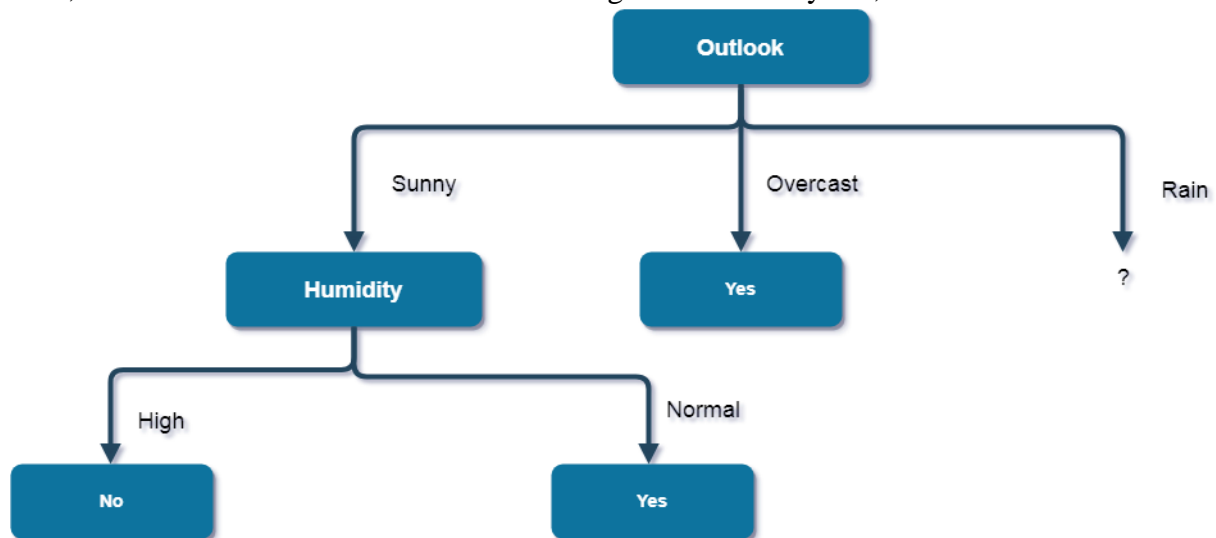 Outlook
Sunny
Overcast
Rain
Humidity
Yes
?
High
Normal
No
Yes